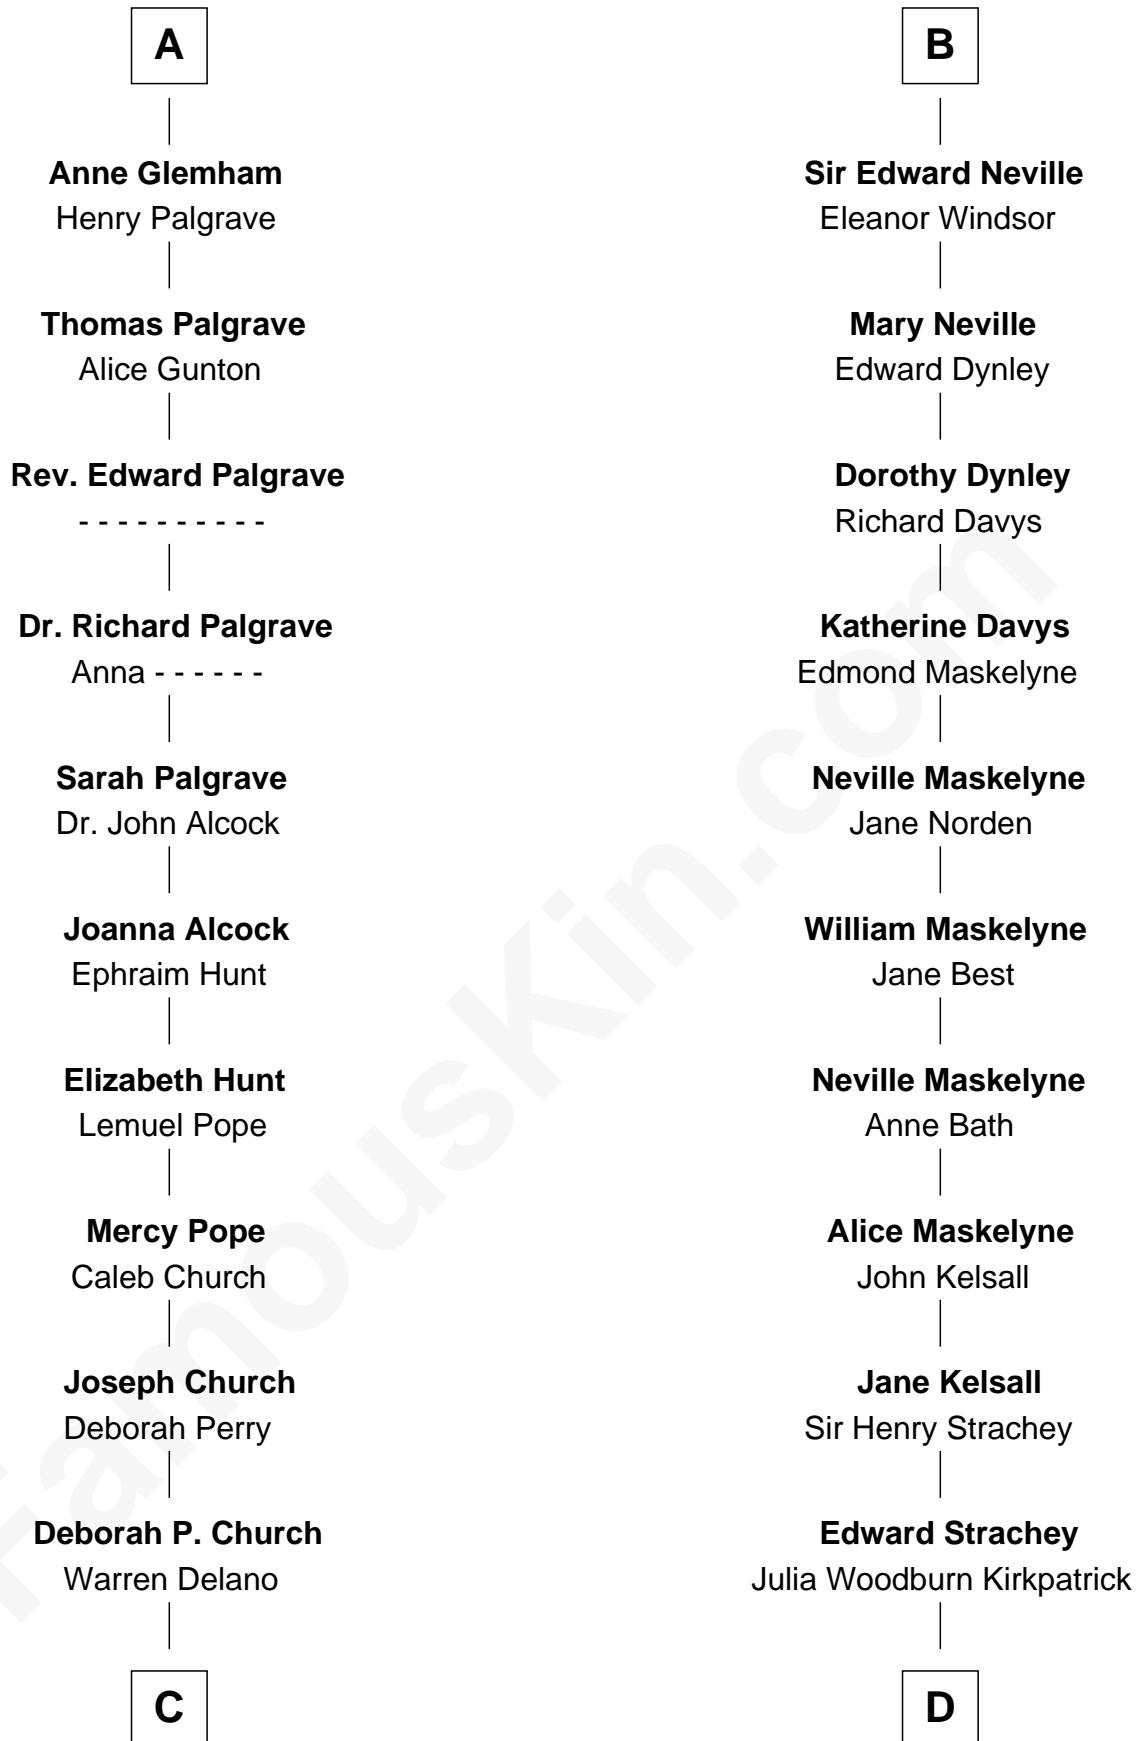 A
Anne Glemham
Henry Palgrave
Thomas Palgrave
Alice Gunton
Rev. Edward Palgrave
- - - - - - - - - -
Dr. Richard Palgrave
Anna - - - - - -
Sarah Palgrave
Dr. John Alcock
Joanna Alcock
Ephraim Hunt
Elizabeth Hunt
Lemuel Pope
Mercy Pope
Caleb Church
Joseph Church
Deborah Perry
Deborah P. Church
Warren Delano
C
B
Sir Edward Neville
Eleanor Windsor
Mary Neville
Edward Dynley
Dorothy Dynley
Richard Davys
Katherine Davys
Edmond Maskelyne
Neville Maskelyne
Jane Norden
William Maskelyne
Jane Best
Neville Maskelyne
Anne Bath
Alice Maskelyne
John Kelsall
Jane Kelsall
Sir Henry Strachey
Edward Strachey
Julia Woodburn Kirkpatrick
D
FamousKin.com